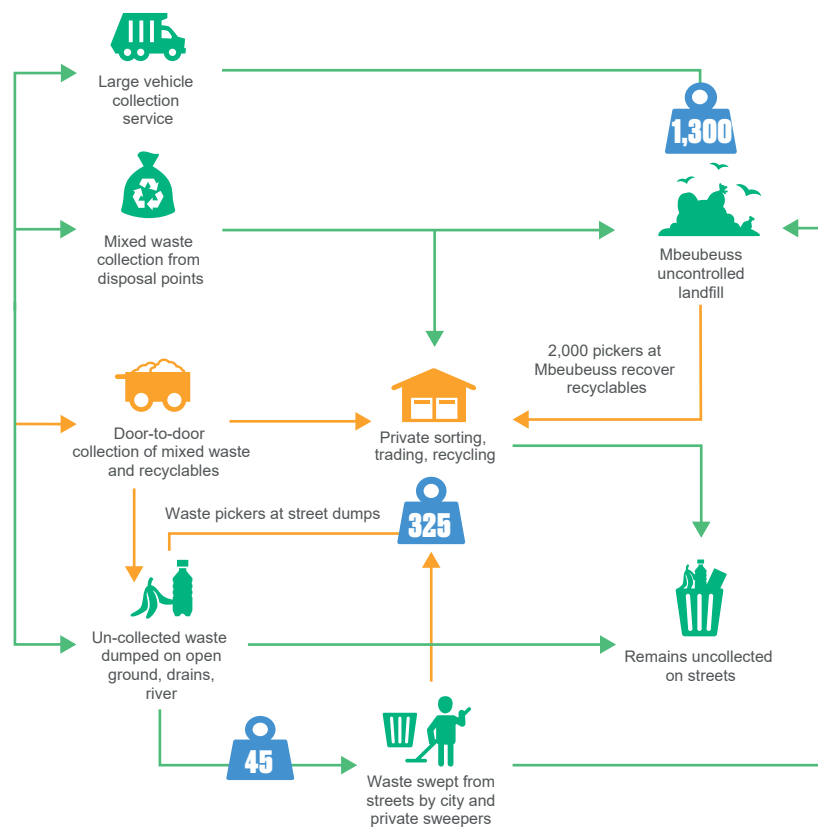 Large vehicle
collection
service
1,300
Mixed waste
collection from
disposal points
Mbeubeuss
uncontrolled
landfill
2,000 pickers at
Mbeubeuss recover
recyclables
Door-to-door
collection of mixed waste
and recyclables
Private sorting,
trading, recycling
Waste pickers at street dumps
325
Un-collected waste
dumped on open
ground, drains,
river
Remains uncollected
on streets
45
Waste swept from
streets by city and
private sweepers